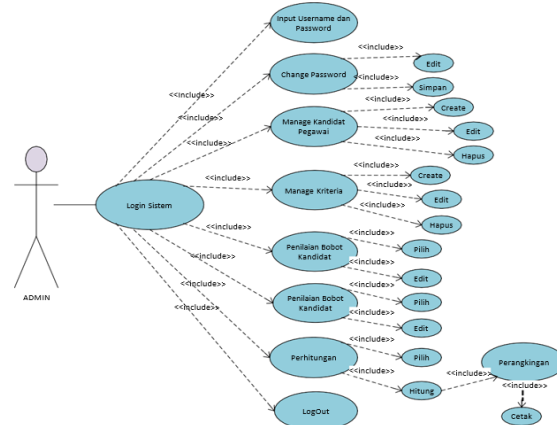 Input Username dan
Password
<<include>>
Change Password
Edit
<<include>>
Simpan
<<include>>
<<include>>
Create
<<include>>
Manage Kandidat
Pegawai
<<include>>
Edit
<<include>>
<<include>>
Hapus
<<include>>
Create
<<include>>
Manage Kriteria
<<include>>
Edit
Login Sistem
<<include>>
Hapus
<<include>>
<<include>>
Penilaian Bobot
Kandidat
Pilih
<<include>>
Edit
<<include>>
ADMIN
<<include>>
Penilaian Bobot
Kandidat
Pilih
<<include>>
<<include>>
Edit
<<include>>
Perhitungan
Pilih
Perangkingan
<<include>>
<<include>>
Hitung
<<include>>
LogOut
Cetak